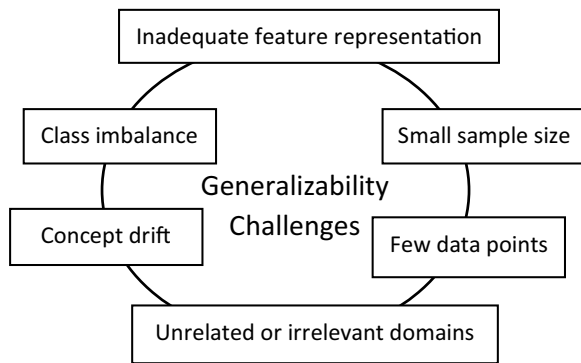 Inadequate feature representation
Class imbalance
Small sample size
Generalizability
Challenges
Concept drift
Few data points
Unrelated or irrelevant domains